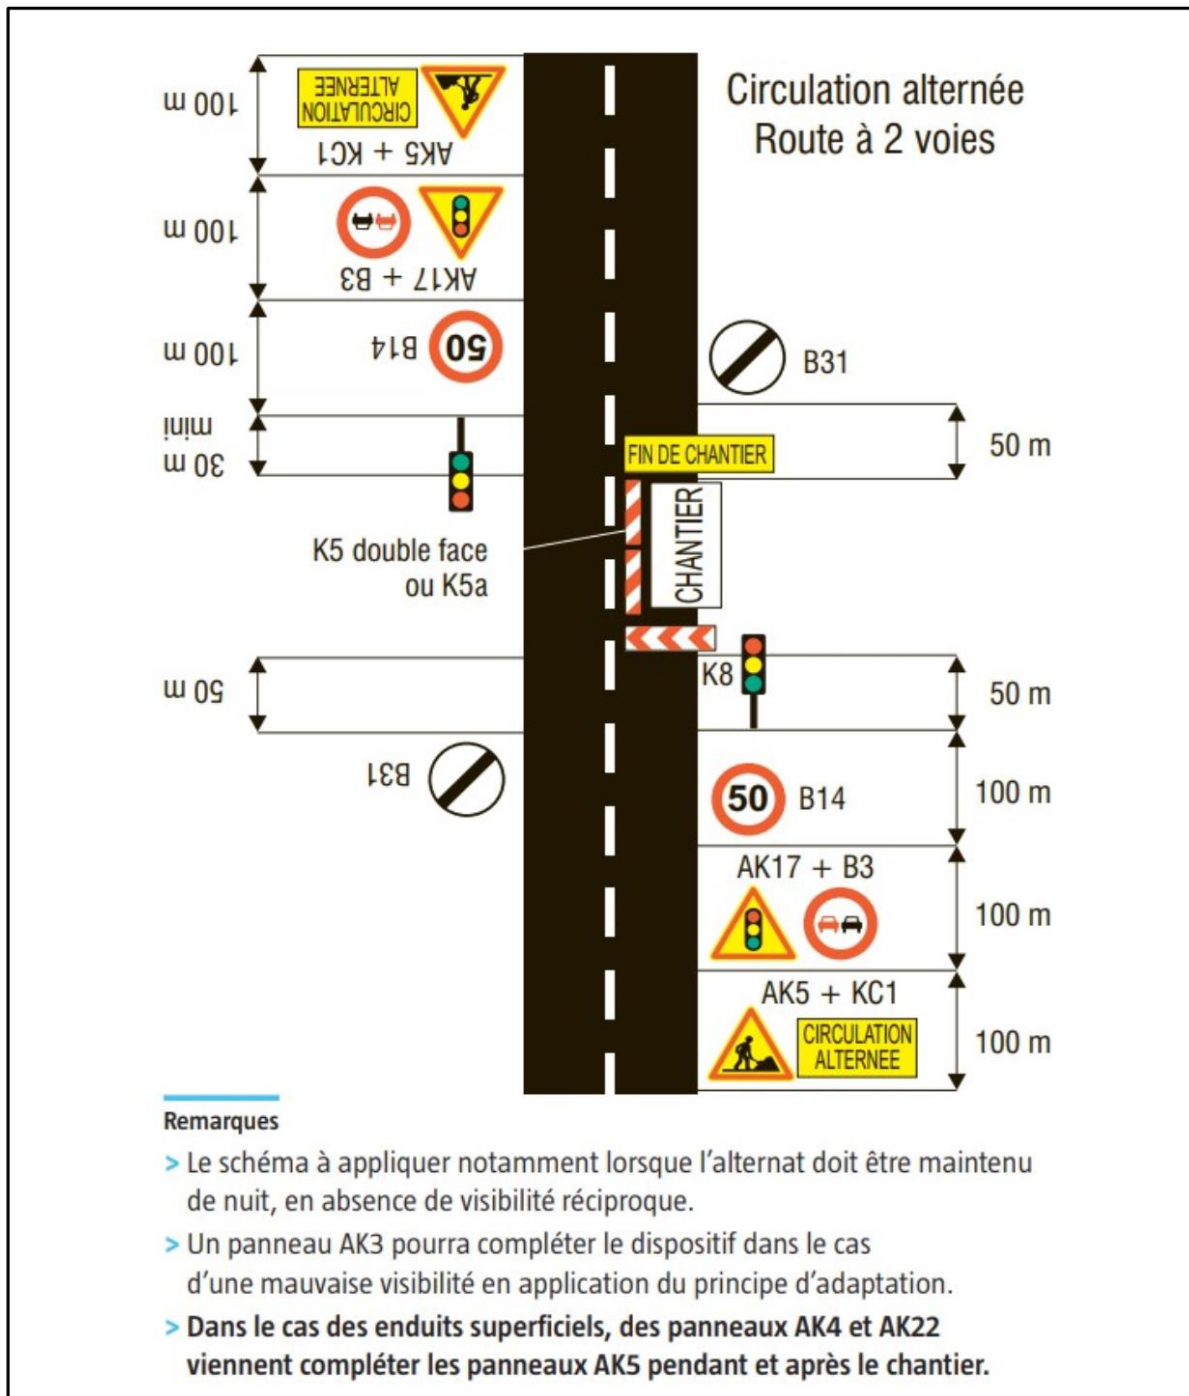 Circulation alternée
Route à 2 voies
100 m
CIRCULATION
ALTERNEE
AK5 + KC1
100 m
AK17 + B3
100 m
B14
50
B31
30 m
mini
FIN DE CHANTIER
50 m
K5 double face
ou K5a
CHANTIER
50 m
K8
50 m
B31
50
B14
100 m
AK17 + B3
100 m
AK5 + KC1
CIRCULATION
ALTERNEE
100 m
Remarques
> Le schéma à appliquer notamment lorsque l’alternat doit être maintenu
de nuit, en absence de visibilité réciproque.
> Un panneau AK3 pourra compléter le dispositif dans le cas
d’une mauvaise visibilité en application du principe d’adaptation.
> Dans le cas des enduits superficiels, des panneaux AK4 et AK22
viennent compléter les panneaux AK5 pendant et après le chantier.